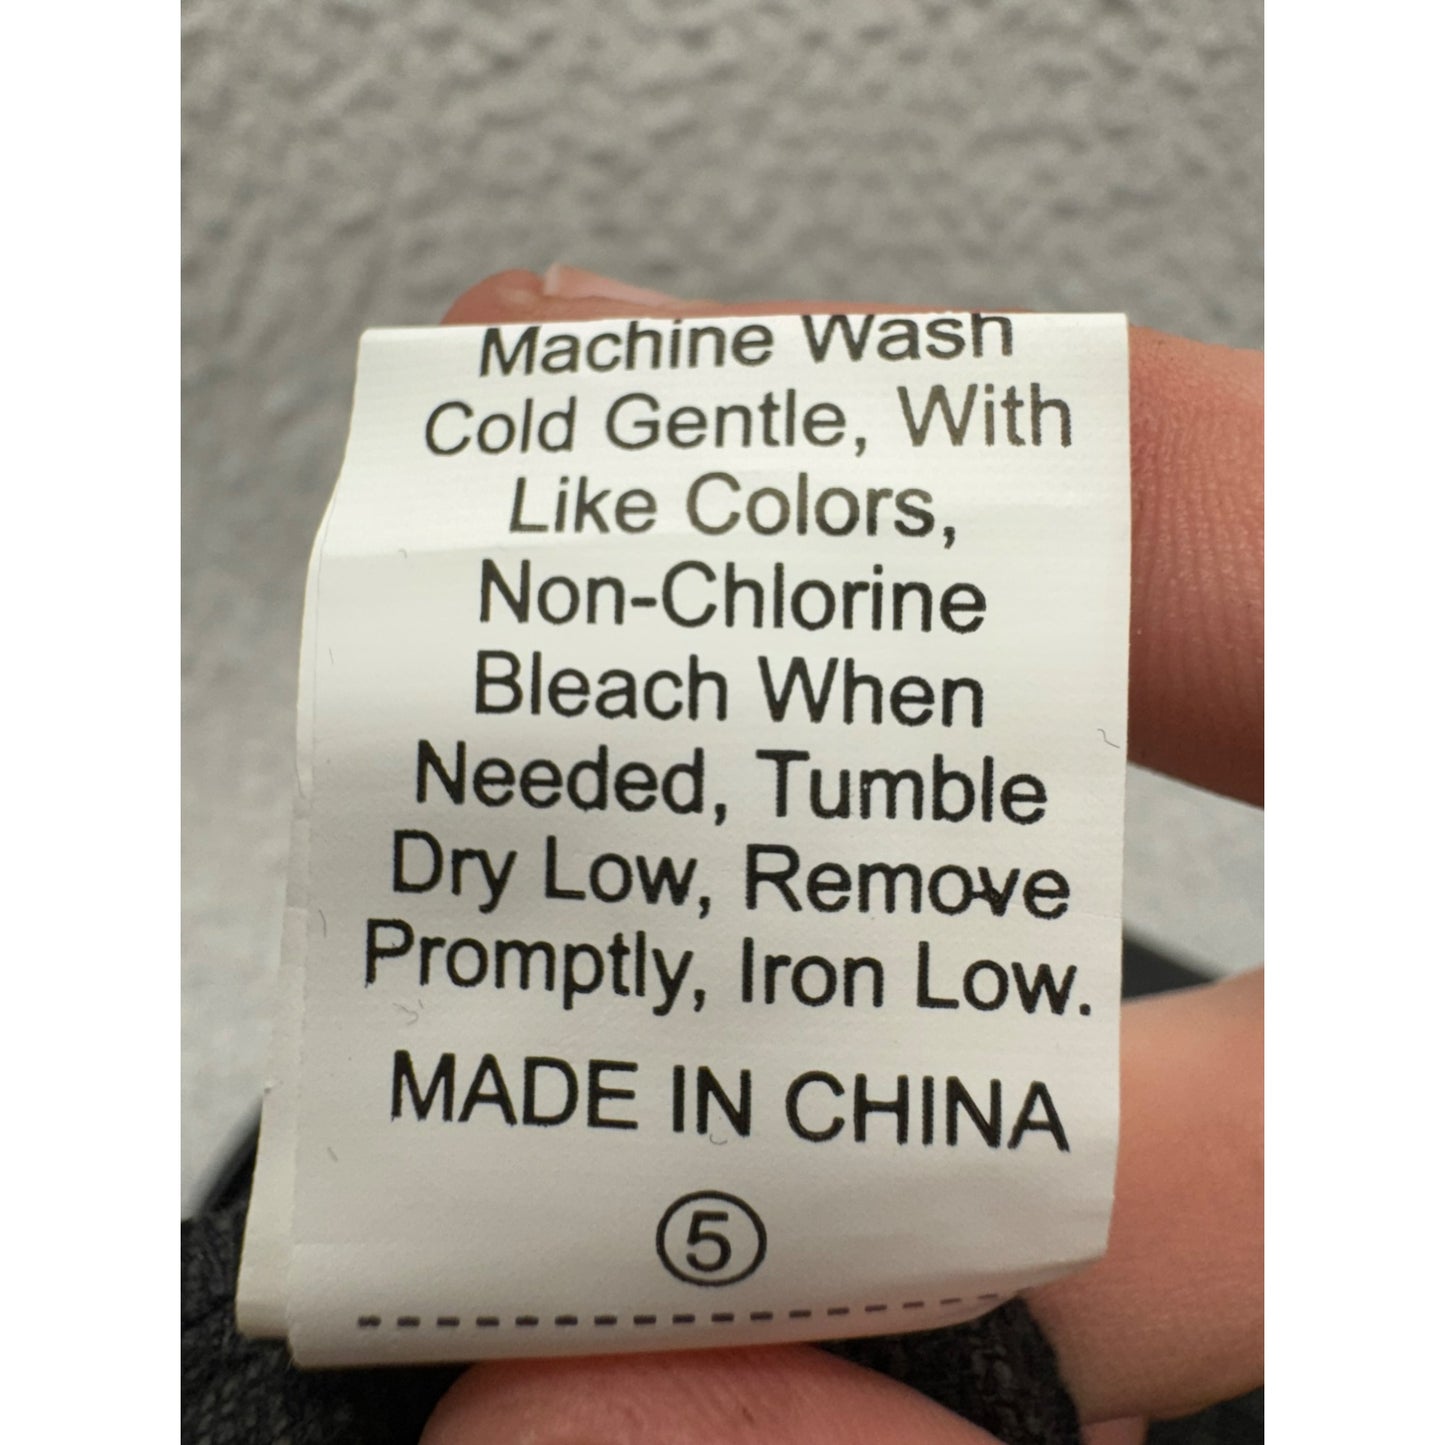 Machine Wash
Cold Gentle, With
Like Colors,
Non-Chlorine
Bleach When
Needed, Tumble
Dry Low, Remove
Promptly, Iron Low.
MADE IN CHINA
5